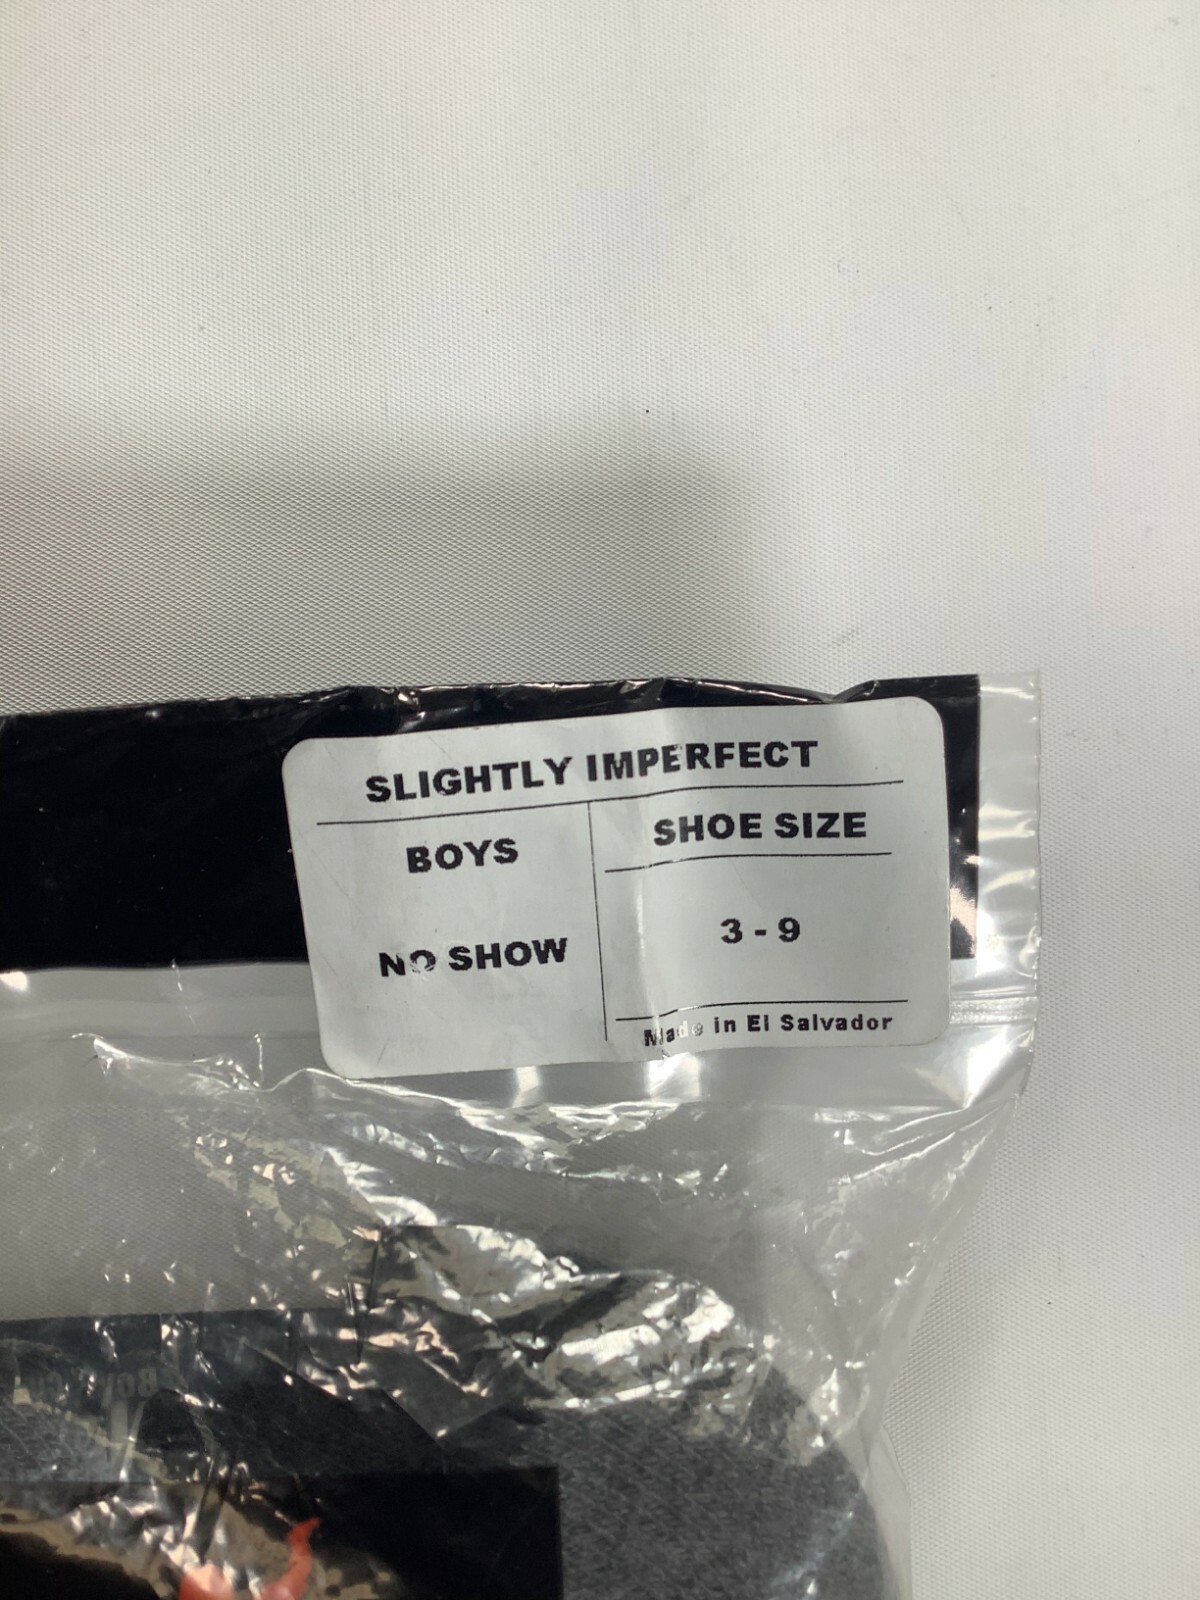 SLIGHTLY IMPERFECT
BOYS
NO SHOW
SHOE SIZE
3 - 9
Made in El Salvador